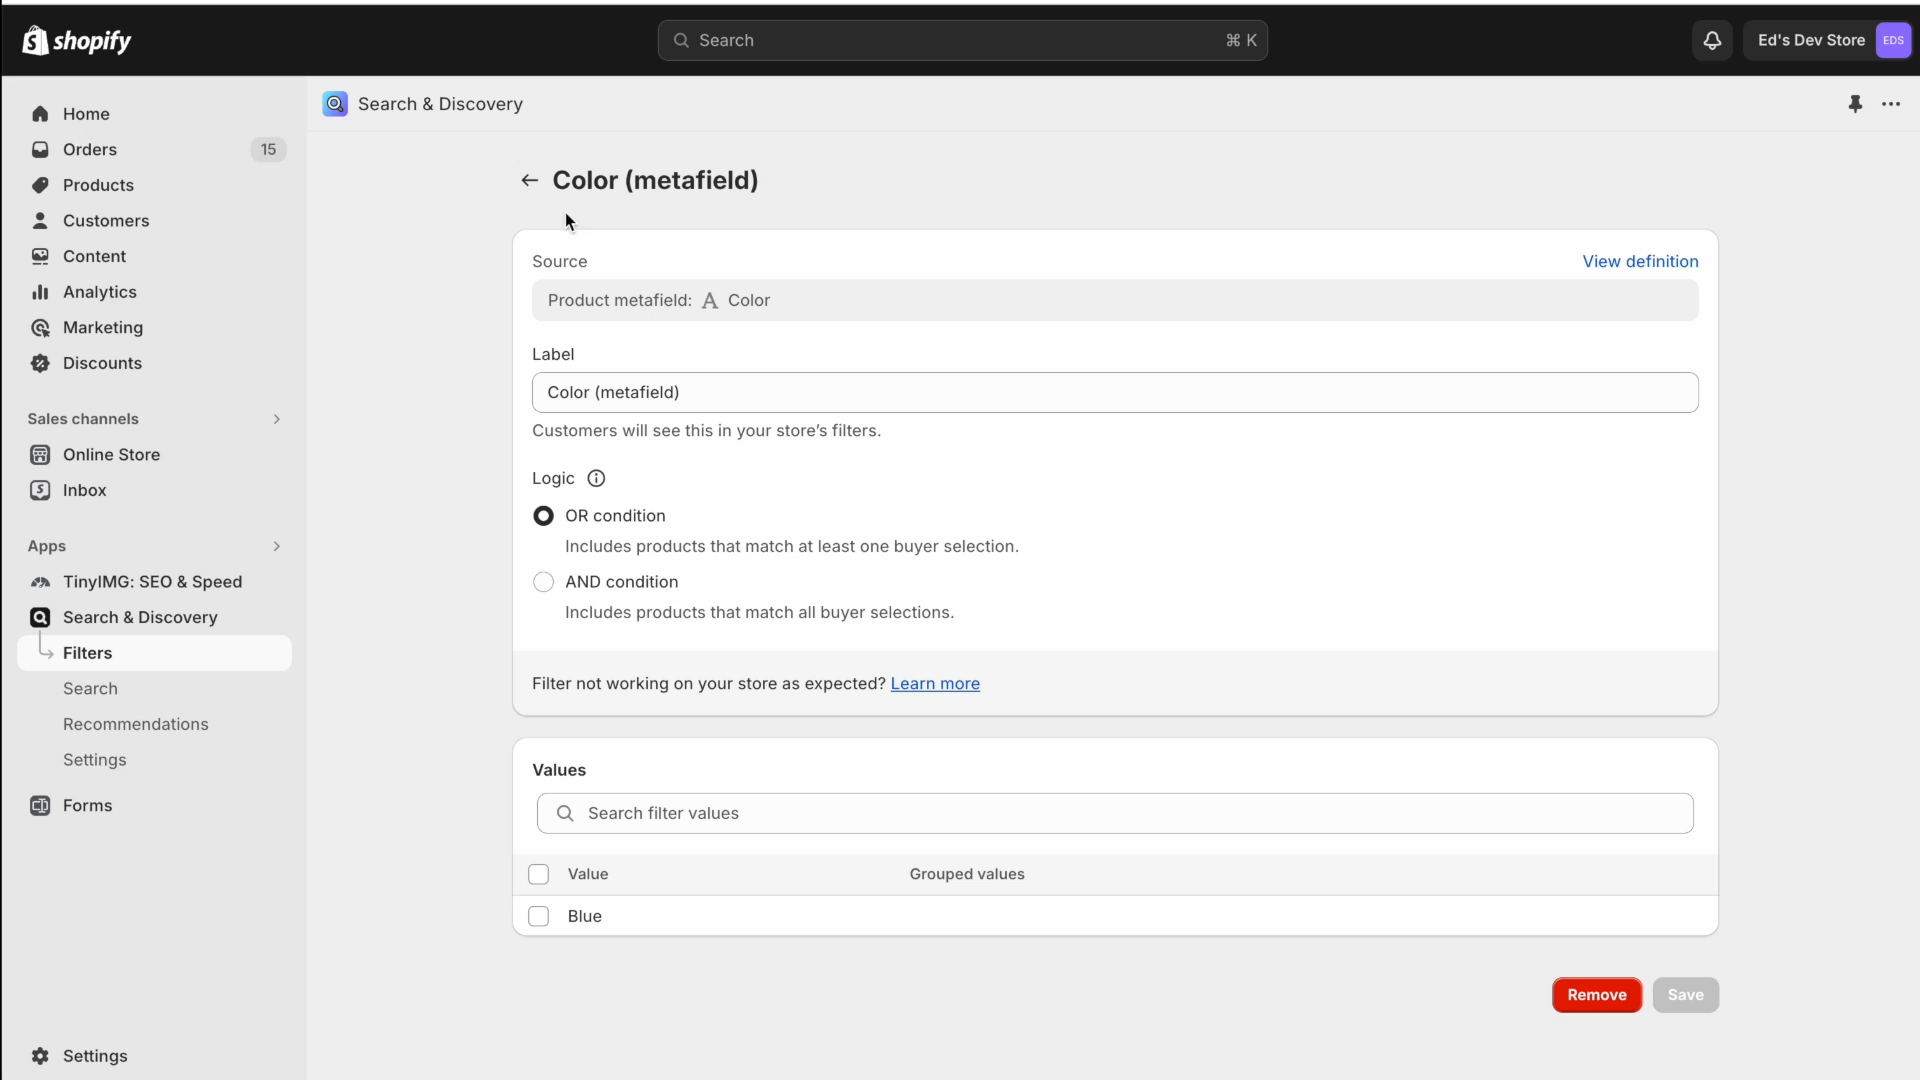 shopify
Search
⌘ K
Ed's Dev Store
EDS
Home
Orders
15
Products
Customers
Content
Analytics
Marketing
Discounts
Sales channels
Online Store
Inbox
Apps
TinyIMG: SEO & Speed
Search & Discovery
Filters
Search
Recommendations
Settings
Forms
Settings
Search & Discovery
Color (metafield)
Source
View definition
Product metafield: A Color
Label
Color (metafield)
Customers will see this in your store’s filters.
Logic
OR condition
Includes products that match at least one buyer selection.
AND condition
Includes products that match all buyer selections.
Filter not working on your store as expected? Learn more
Values
Search filter values
Value
Grouped values
Blue
Remove
Save